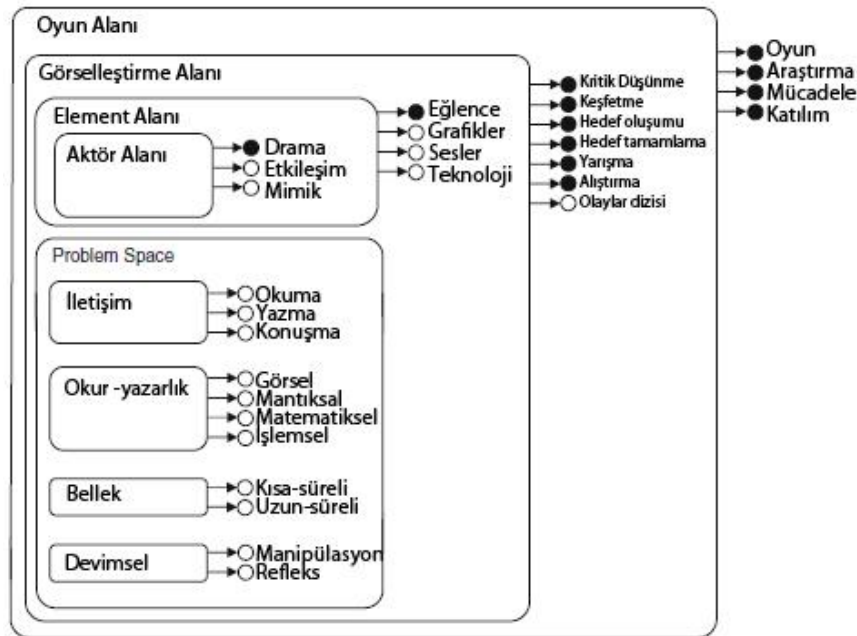 Oyun Alanı
Oyun
Araştırma
Mücadele
Katılım
Görselleştirme Alanı
Kritik Düşünme
Keşfetme
Hedef oluşumu
Hedef tamamlama
Yarışma
Alıştırma
Olaylar dizisi
Element Alanı
Eğlence
Grafikler
Sesler
Teknoloji
Aktör Alanı
Drama
Etkileşim
Mimik
Problem Space
İletişim
Okuma
Yazma
Konuşma
Okur -yazarlık
Görsel
Mantıksal
Matematiksel
İşlemsel
Bellek
Kısa-süreli
Uzun-süreli
Devimsel
Manipülasyon
Refleks